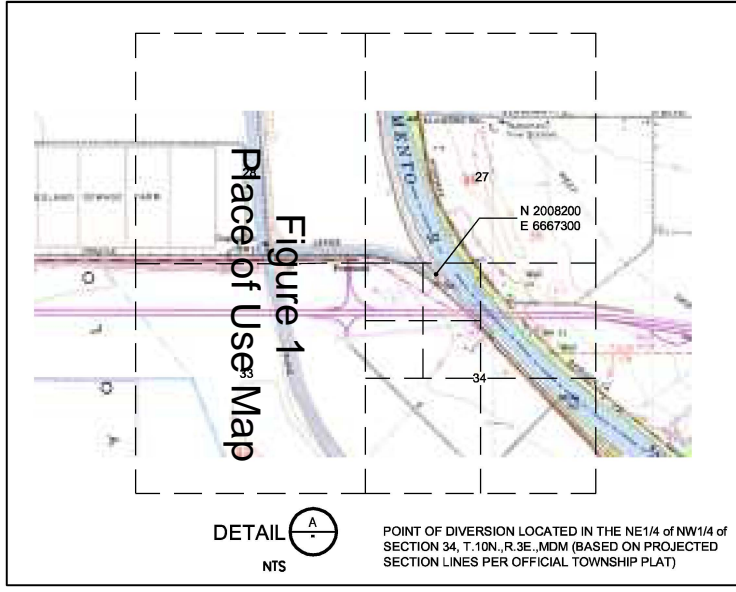 MENTO
27
N 2008200
E 6667300
28
Figure 1
Place of Use Map
33
34
DETAIL
A
-
NTS
POINT OF DIVERSION LOCATED IN THE NE1/4 of NW1/4 of
SECTION 34, T.10N.,R.3E.,MDM (BASED ON PROJECTED
SECTION LINES PER OFFICIAL TOWNSHIP PLAT)